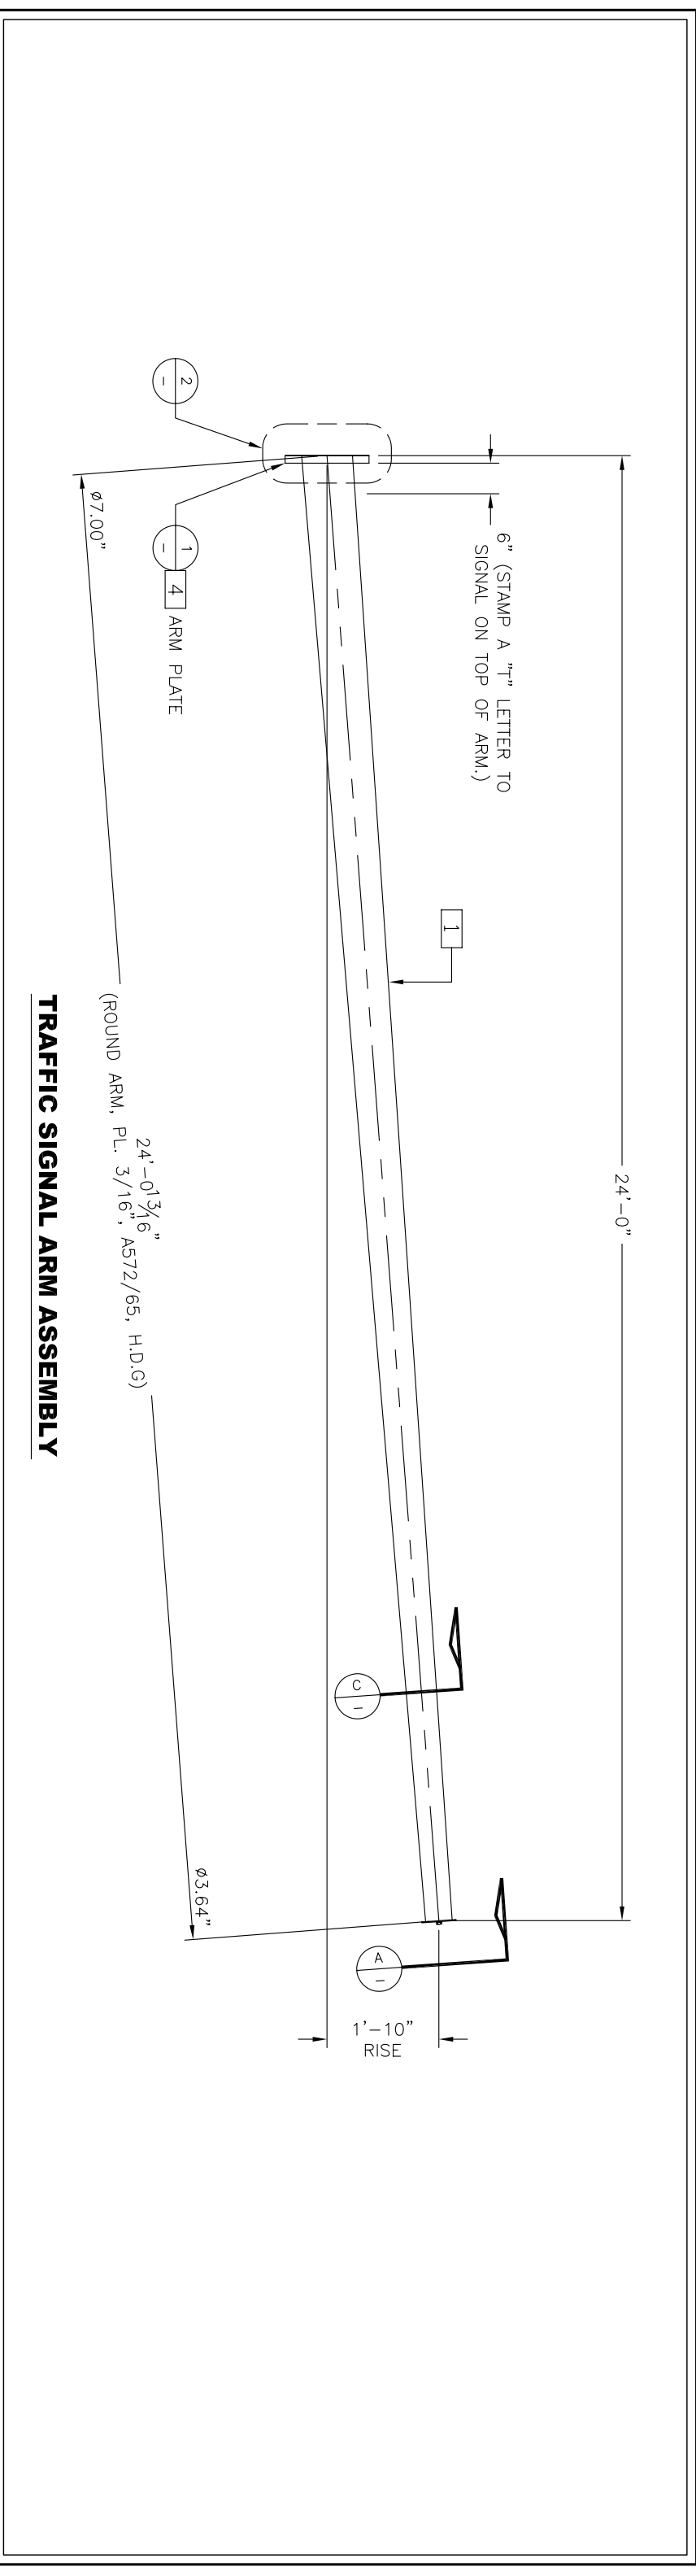 24'-0"
6" (STAMP A "T" LETTER TO
SIGNAL ON TOP OF ARM.)
1
C
–
A
–
1'-10"
RISE
2
–
1
–
4 ARM PLATE
Ø7.00"
Ø3.64"
24'-0 13/16"
(ROUND ARM, PL. 3/16", A572/65, H.D.G)
TRAFFIC SIGNAL ARM ASSEMBLY